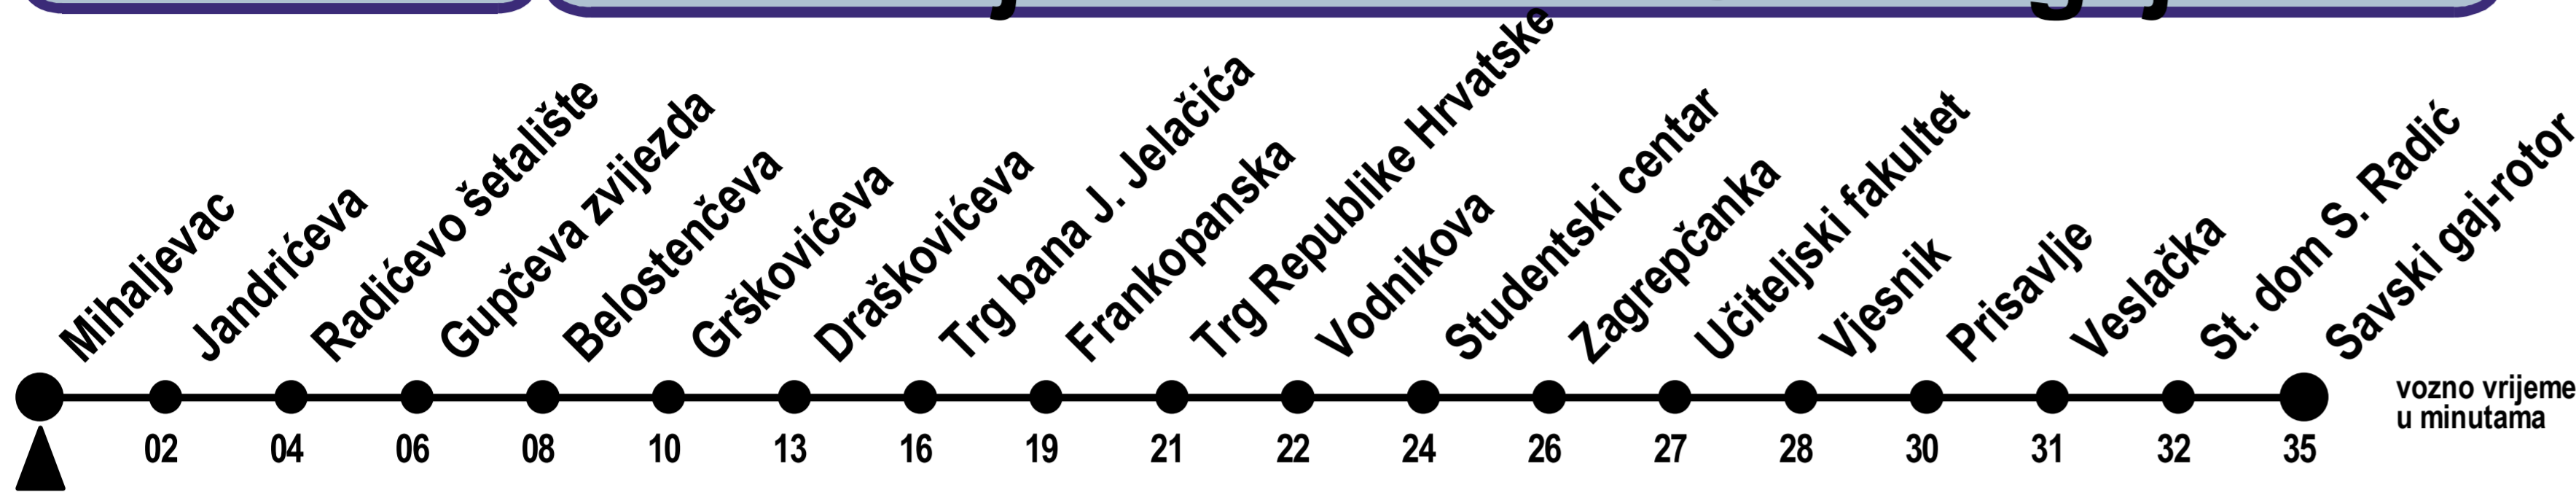 Mihaljevac
Jandrićeva
Radićevo šetalište
Gupčeva zvijezda
Belostenčeva
Grškovićeva
Draškovićeva
Trg bana J. Jelačića
Frankopanska
Trg Republike Hrvatske
Vodnikova
Studentski centar
Zagrepčanka
Učiteljski fakultet
Vjesnik
Prisavlje
Veslačka
St. dom S. Radić
Savski gaj-rotor
vozno vrijeme
u minutama
02 04 06 08 10 13 16 19 21 22 24 26 27 28 30 31 32 35